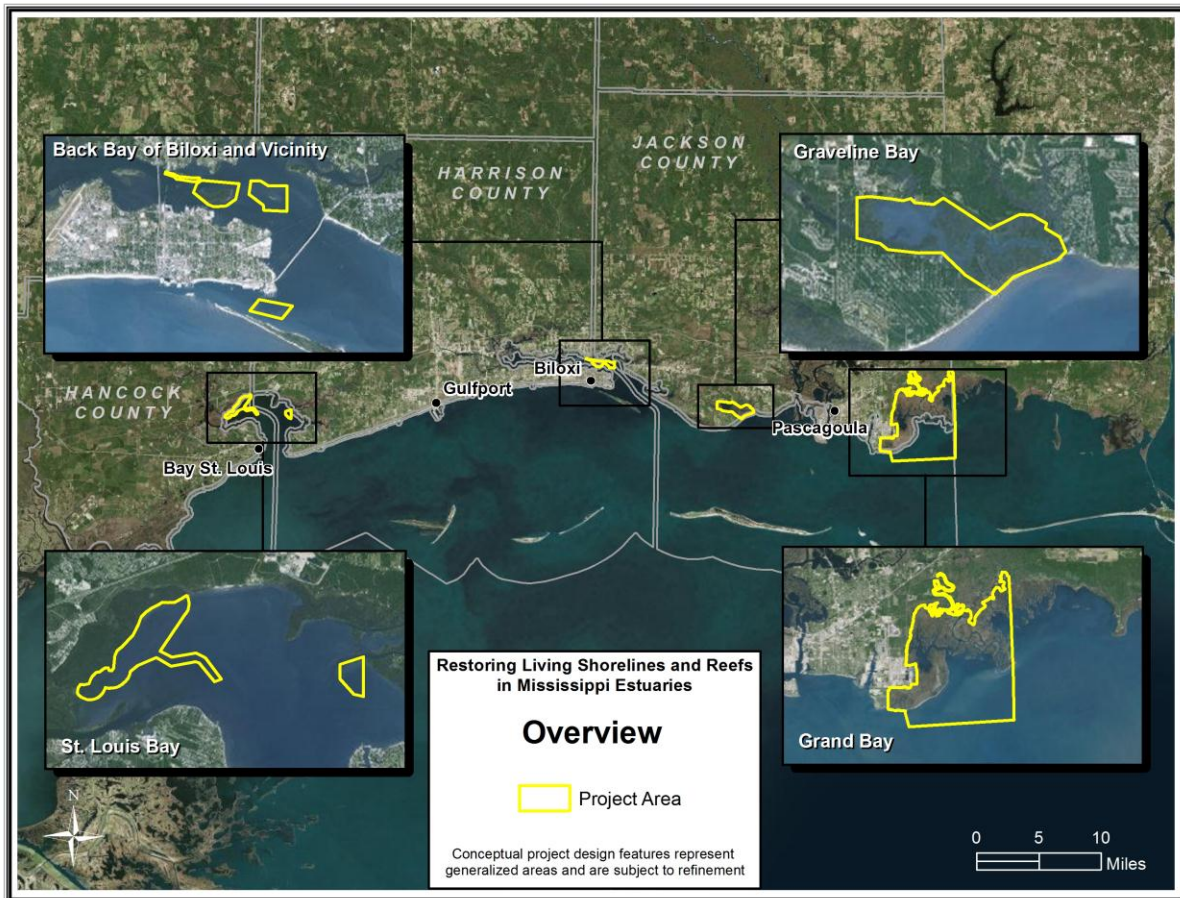 Back Bay of Biloxi and Vicinity
HARRISON
COUNTY
JACKSON
COUNTY
Graveline Bay
HANCOCK
COUNTY
Biloxi
Gulfport
Pascagoula
Bay St. Louis
St. Louis Bay
Grand Bay
Restoring Living Shorelines and Reefs
in Mississippi Estuaries
Overview
Project Area
Conceptual project design features represent
generalized areas and are subject to refinement
N
0 5 10
Miles